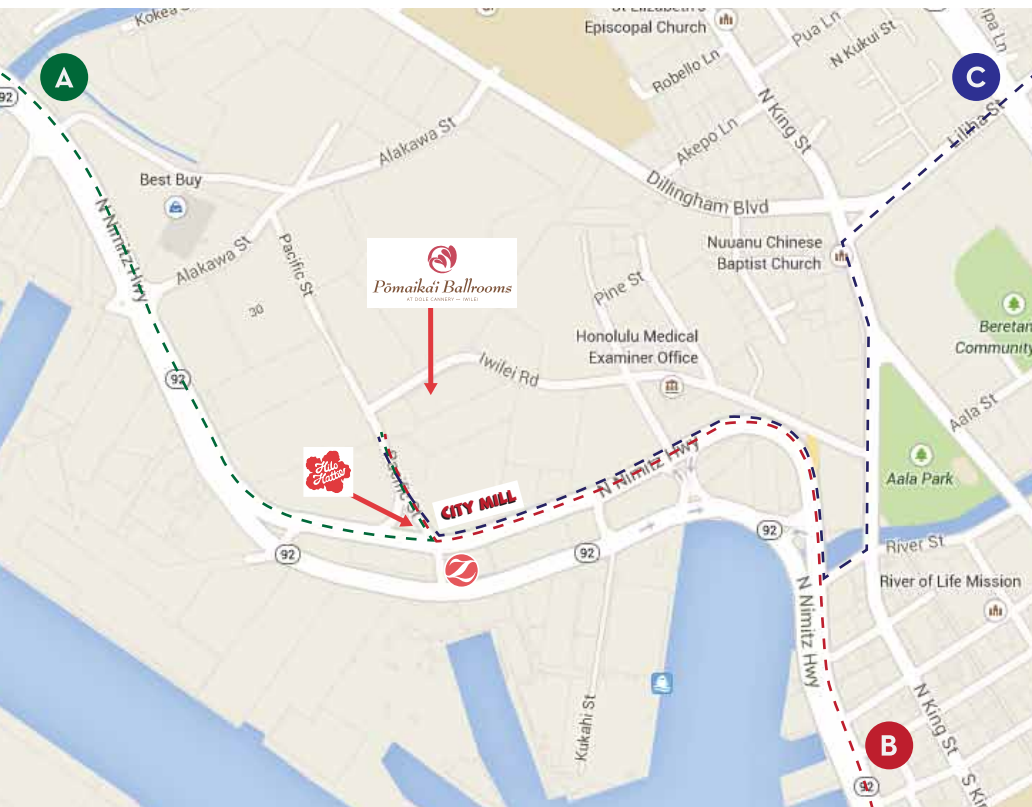 Kokea S
St Elizabeth's
Episcopal Church
Pua Ln
N Kukui St
Robello Ln
A
C
92
N King St
Liliha St
Akepo Ln
Alakawa St
Dillingham Blvd
Best Buy
N Nimitz Hwy
Alakawa St
Pacific St
Nuuanu Chinese
Baptist Church
Pōmaika'i Ballrooms
AT DOLE CANNERY — IWILEI
Pine St
30
Beretan
Community
Honolulu Medical
Examiner Office
Iwilei Rd
92
Aala St
Hilo
Hattie
Pacific St
N Nimitz Hwy
Aala Park
CITY MILL
92
92
92
River St
Z
River of Life Mission
N Nimitz Hwy
Kukahi St
N King St
B
92
S Ki